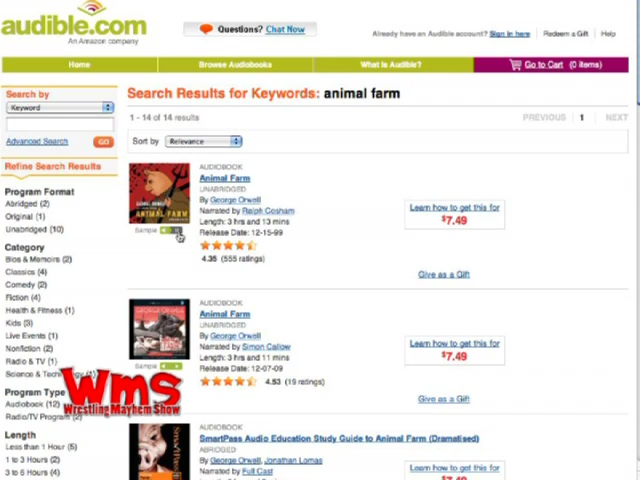 audible.com
An Amazon company
Questions? Chat Now
Already have an Audible account? Sign in here
Redeem a Gift
Help
Home
Browse Audiobooks
What is Audible?
Go to Cart (0 items)
Search by
Keyword
Advanced Search
GO
Refine Search Results
Program Format
Abridged (2)
Original (1)
Unabridged (10)
Category
Bios & Memoirs (2)
Classics (4)
Comedy (2)
Fiction (4)
Health & Fitness (1)
Kids (3)
Live Events (1)
Nonfiction (2)
Radio & TV (1)
Science &
Program Type
Audiobook (12)
Radio/TV Program (2)
Length
Less than 1 Hour (5)
1 to 3 Hours (2)
3 to 6 Hours (4)
Search Results for Keywords: animal farm
1 - 14 of 14 results
PREVIOUS 1 NEXT
Sort by Relevance
AUDIOBOOK
Animal Farm
UNABRIDGED
By George Orwell
Narrated by Ralph Cosham
Length: 3 hrs and 13 mins
Release Date: 12-15-99
4.35 (555 ratings)
ANIMAL FARM
Sample
Learn how to get this for
$7.49
Give as a Gift
AUDIOBOOK
Animal Farm
UNABRIDGED
By George Orwell
Narrated by Simon Callow
Length: 3 hrs and 11 mins
Release Date: 12-07-09
4.53 (19 ratings)
Sample
Learn how to get this for
$7.49
Give as a Gift
AUDIOBOOK
SmartPass Audio Education Study Guide to Animal Farm (Dramatised)
ABRIDGED
By George Orwell, Jonathan Lomas
Narrated by Full Cast
Learn how to get this for
$7.49
WMS
Wrestling Mayhem Show